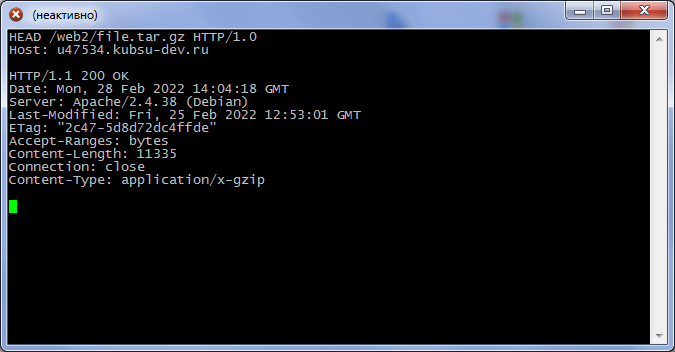 (неактивно)
HEAD /web2/file.tar.gz HTTP/1.0
Host: u47534.kubsu-dev.ru
HTTP/1.1 200 OK
Date: Mon, 28 Feb 2022 14:04:18 GMT
Server: Apache/2.4.38 (Debian)
Last-Modified: Fri, 25 Feb 2022 12:53:01 GMT
ETag: "2c47-5d8d72dc4ffde"
Accept-Ranges: bytes
Content-Length: 11335
Connection: close
Content-Type: application/x-gzip